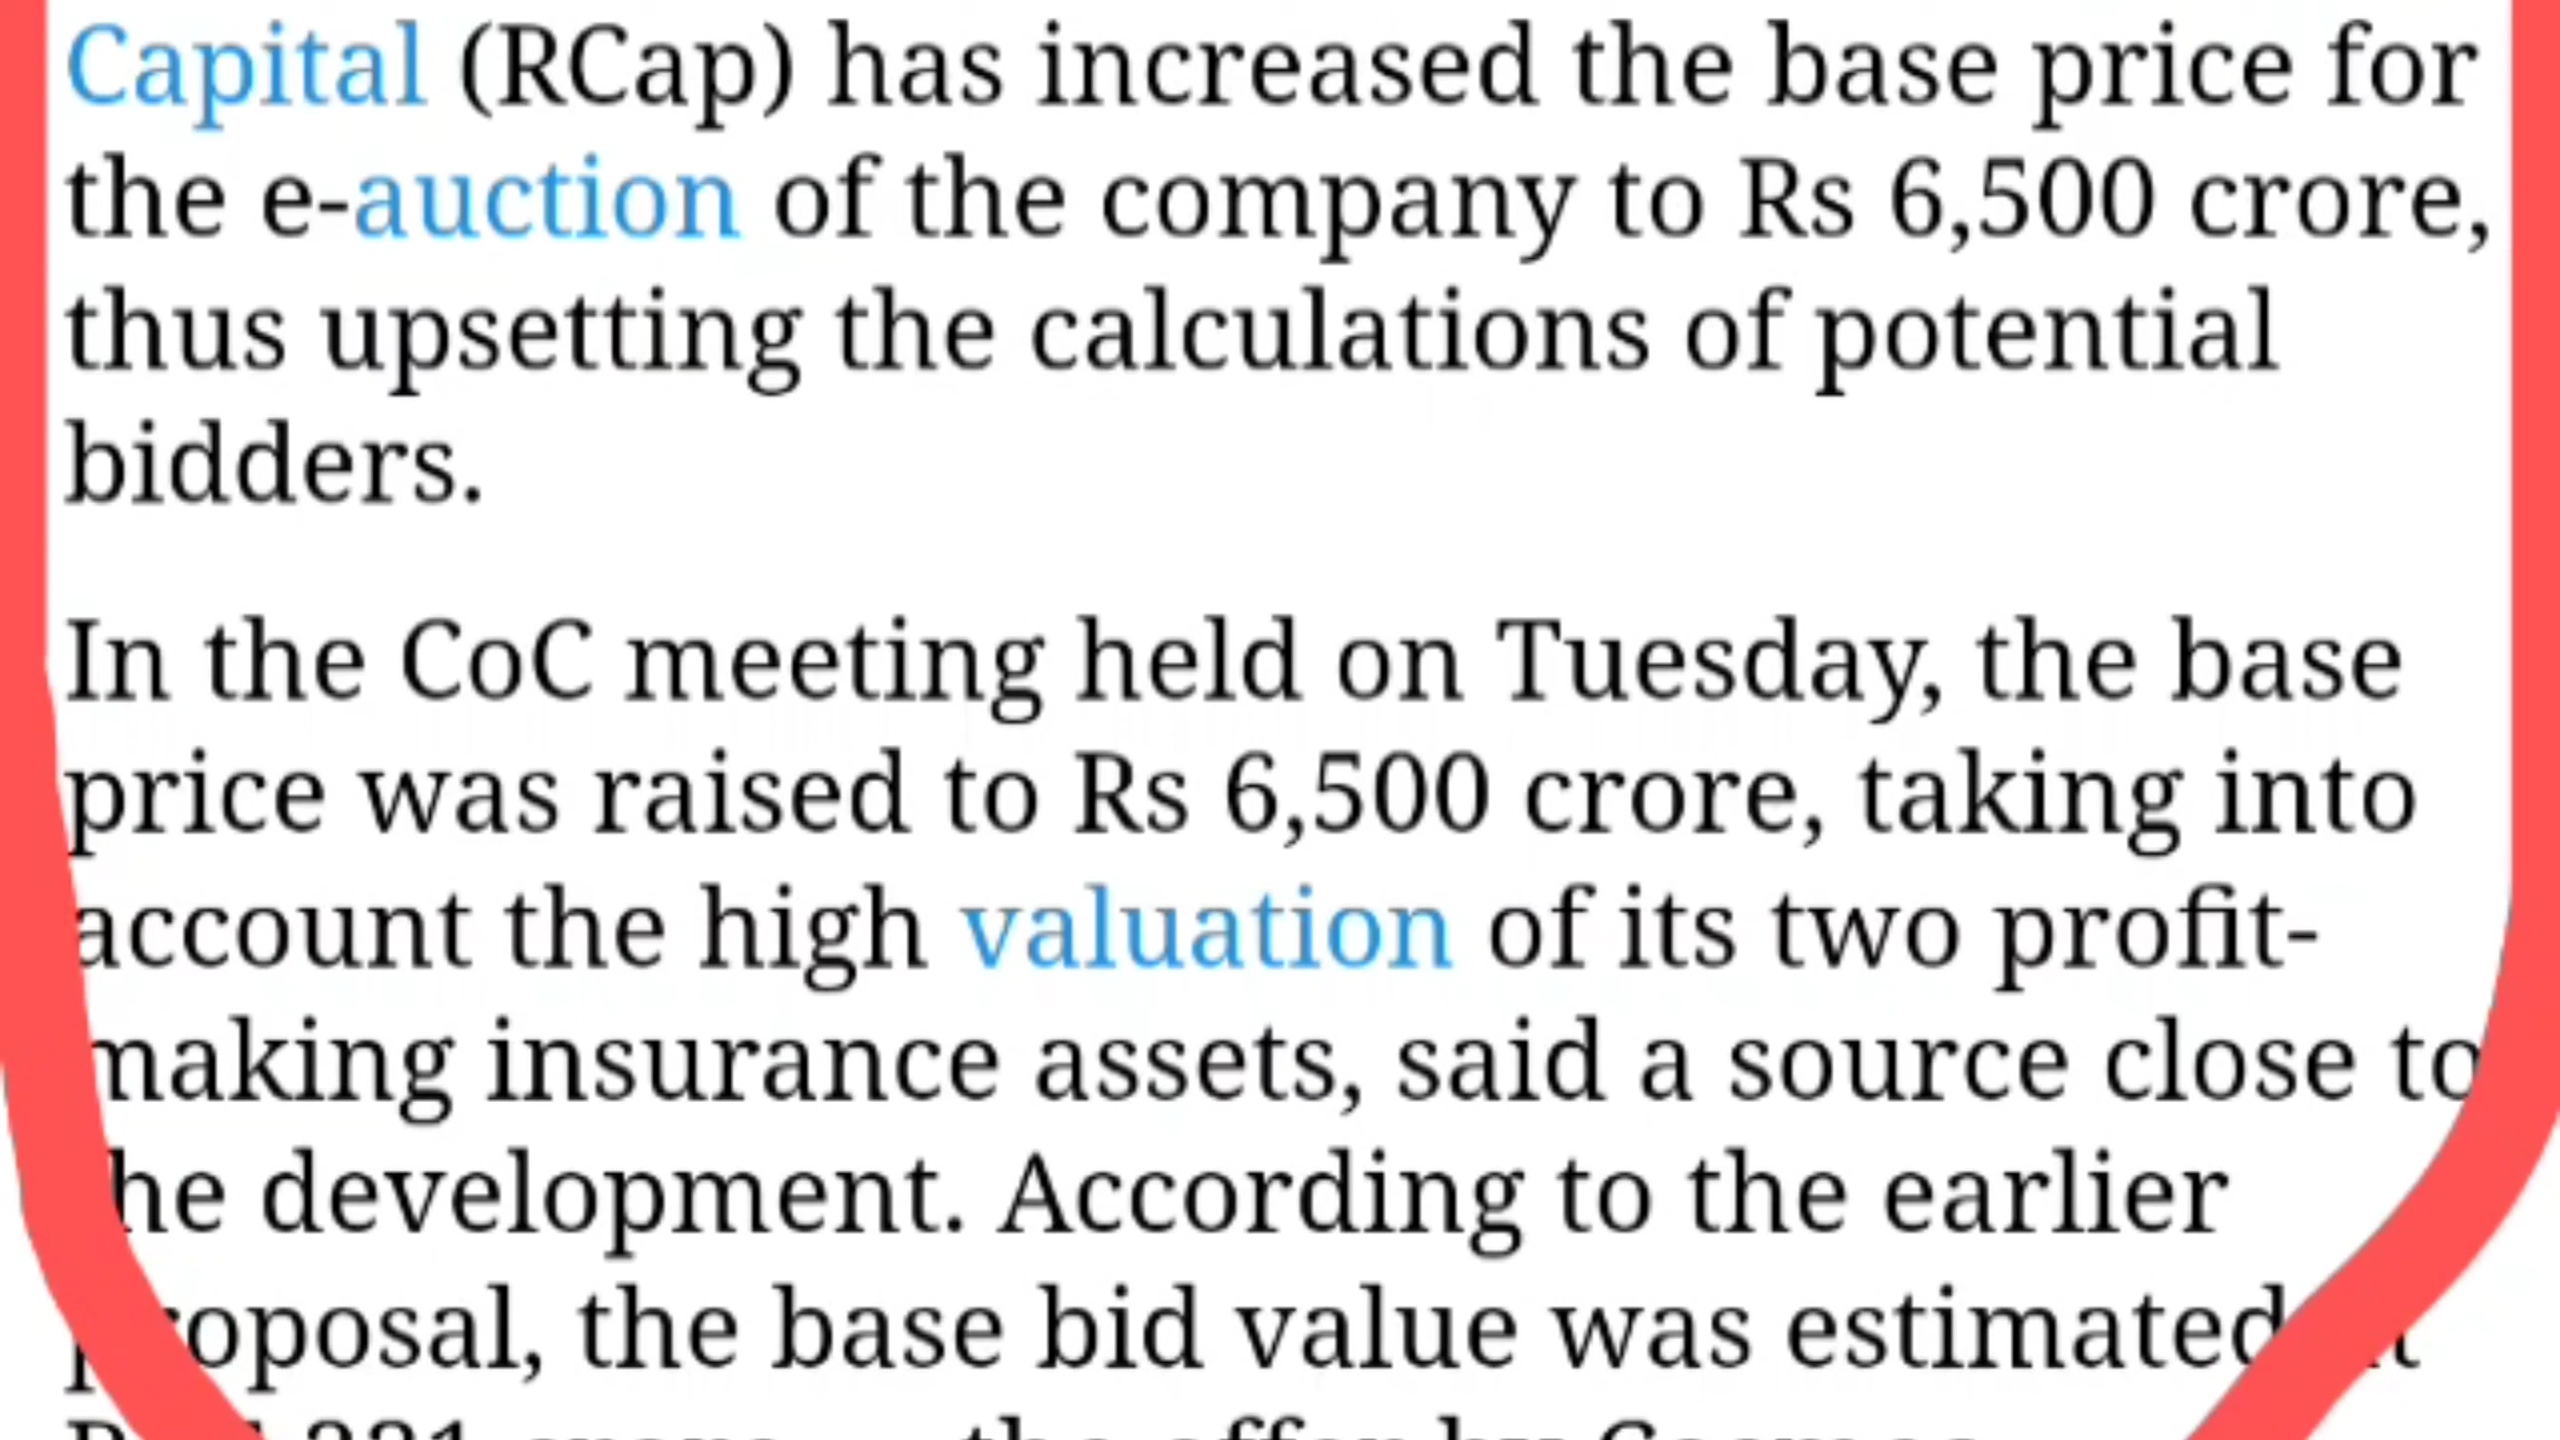 Capital (RCap) has increased the base price for
the e-auction of the company to Rs 6,500 crore,
thus upsetting the calculations of potential
bidders.
In the CoC meeting held on Tuesday, the base
price was raised to Rs 6,500 crore, taking into
account the high valuation of its two profit-
making insurance assets, said a source close to
the development. According to the earlier
proposal, the base bid value was estimated at